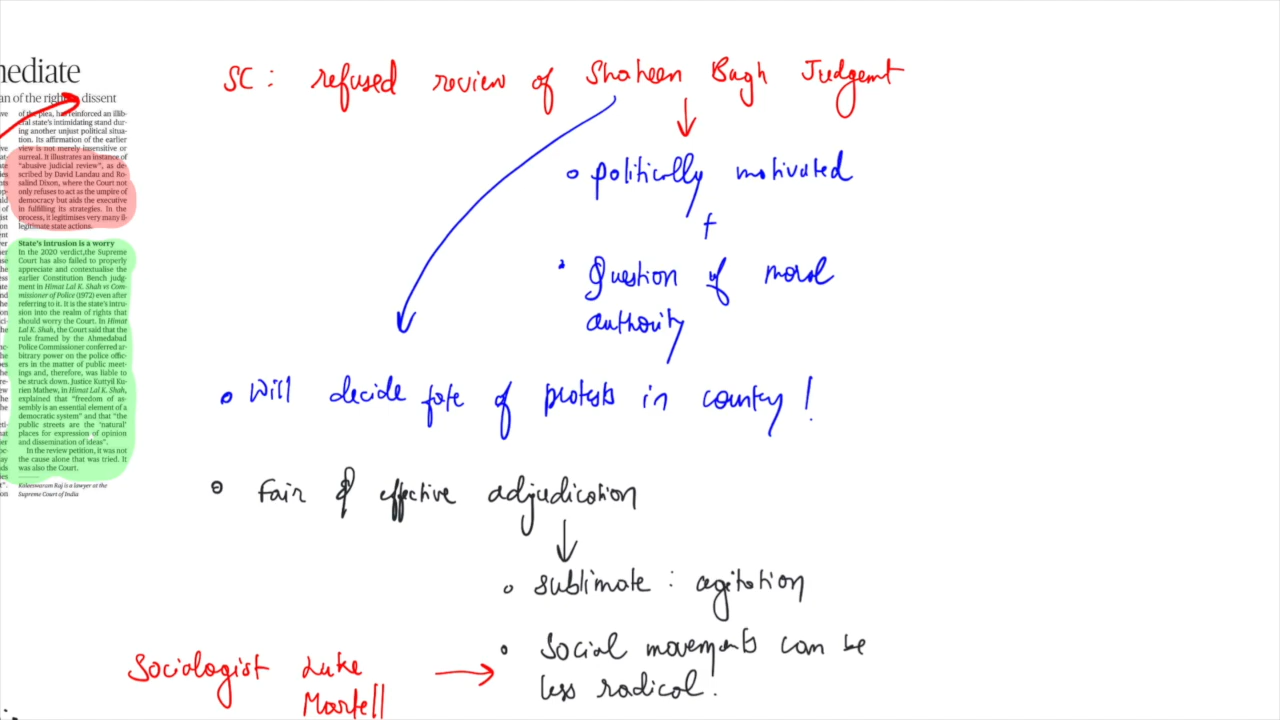 mediate
an of the right dissent
of the plea, has reinforced an illib-
eral state's intimidating stand dur-
ing another unjust political situa-
tion. Its affirmation of the earlier
view is not merely insensitive or
surreal. It illustrates an instance of
"abusive judicial review", as de-
scribed by David Landau and Ro-
salind Dixon, where the Court not
only refuses to act as the umpire of
democracy but aids the executive
in fulfilling its strategies. In the
process, it legitimises very many il-
legitimate state actions.
State's intrusion is a worry
In the 2020 verdict,the Supreme
Court has also failed to properly
appreciate and contextualise the
earlier Constitution Bench judg-
ment in Himat Lal K. Shah vs Com-
missioner of Police (1972) even after
referring to it. It is the state's intru-
sion into the realm of rights that
should worry the Court. In Himat
Lal K. Shah, the Court said that the
rule framed by the Ahmedabad
Police Commissioner conferred ar-
bitrary power on the police offic-
ers in the matter of public meet-
ings and, therefore, was liable to
be struck down. Justice Kuttyil Ku-
rien Mathew, in Himat Lal K. Shah,
explained that "freedom of as-
sembly is an essential element of a
democratic system" and that "the
public streets are the 'natural'
places for expression of opinion
and dissemination of ideas".
In the review petition, it was not
the cause alone that was tried. It
was also the Court.
Kaleeswaram Raj is a lawyer at the
Supreme Court of India
SC: refused review of Shaheen Bagh Judgemt
politically motivated
+
Question of moral
authority
Will decide fate of protests in country!
Fair & effective adjudication
sublimate : agitation
Social movements can be
less radical.
Sociologist Luke
Martell